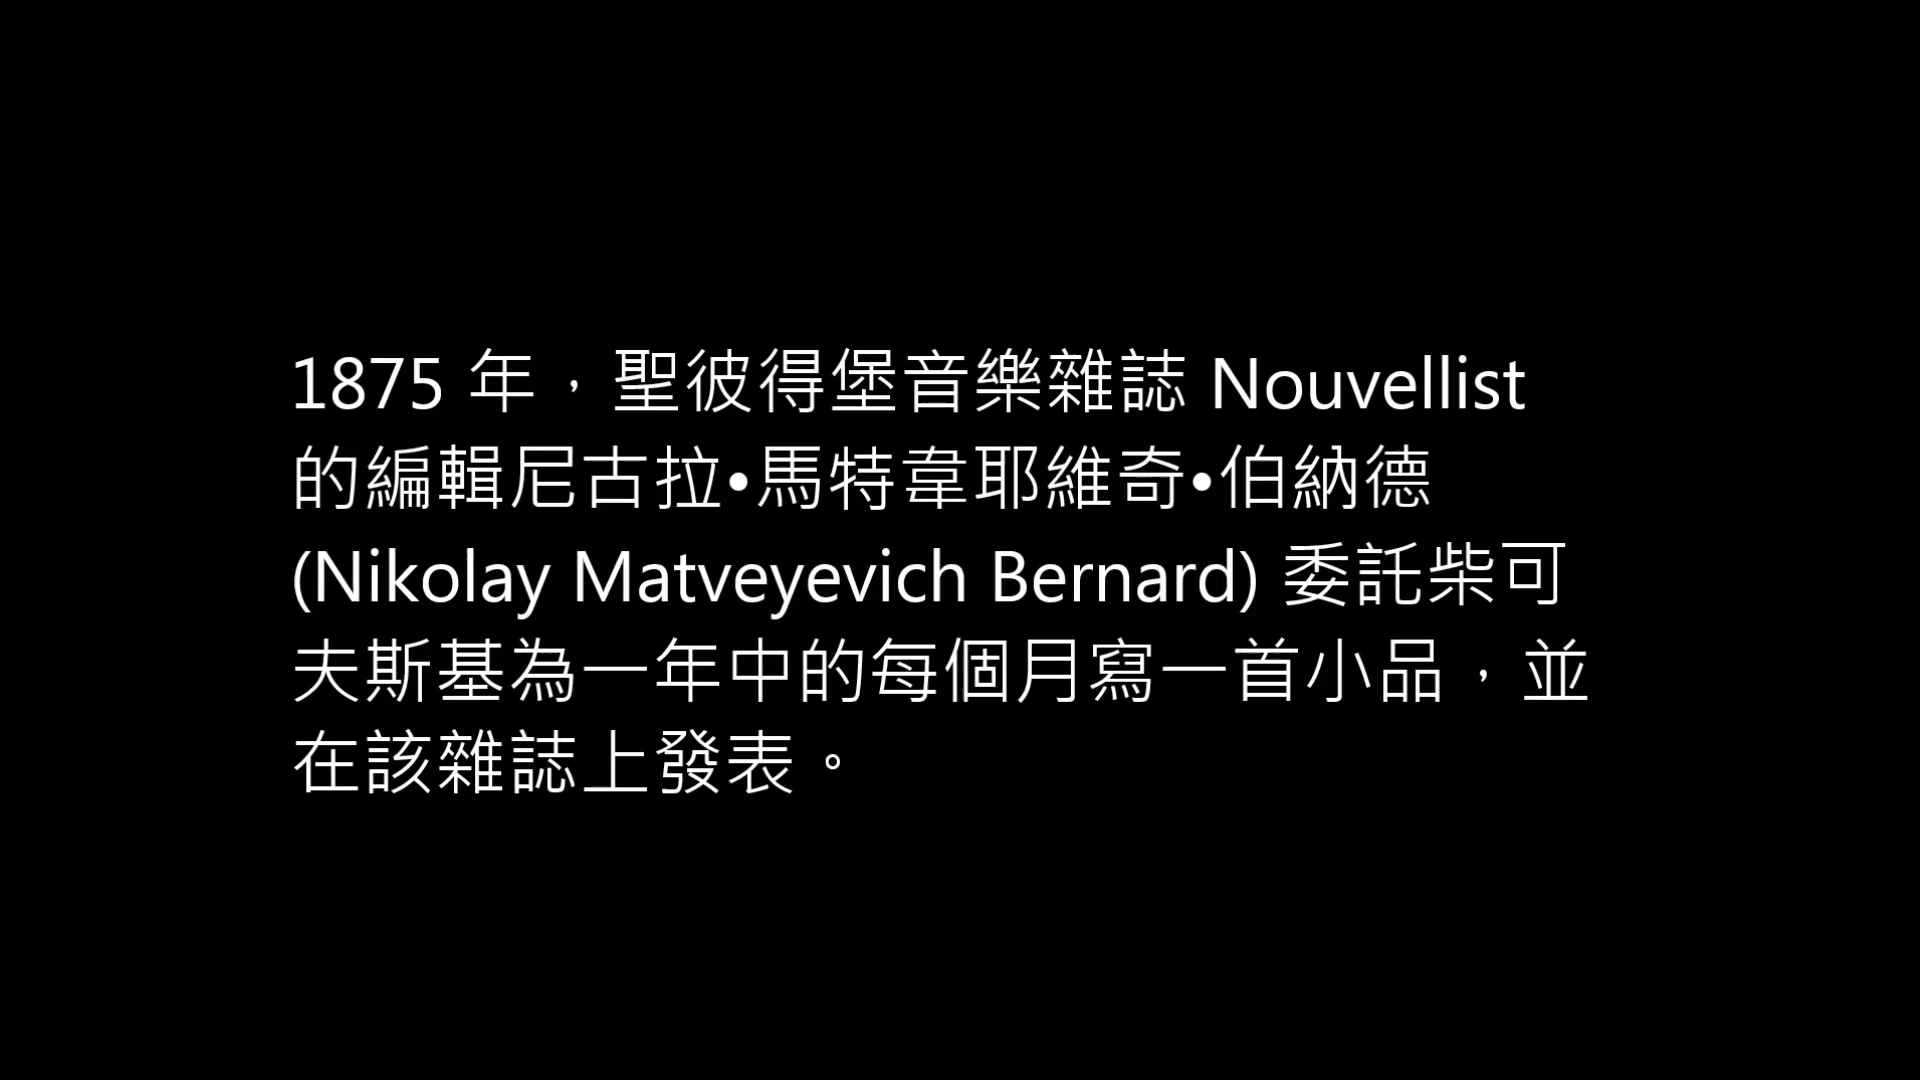 1875 年，聖彼得堡音樂雜誌 Nouvellist
的編輯尼古拉•馬特韋耶維奇•伯納德
(Nikolay Matveyevich Bernard) 委託柴可
夫斯基為一年中的每個月寫一首小品，並
在該雜誌上發表。